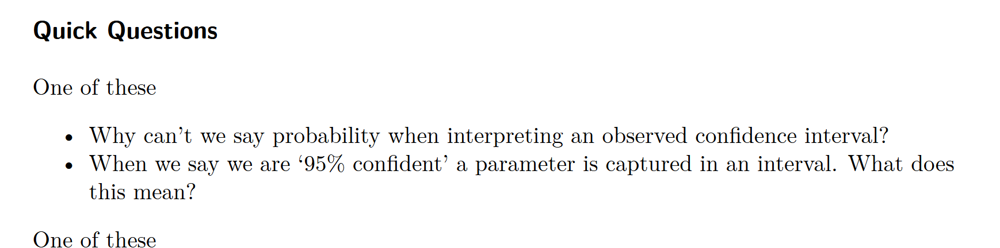 Quick Questions
One of these
• Why can’t we say probability when interpreting an observed confidence interval?
• When we say we are ‘95% confident’ a parameter is captured in an interval. What does
this mean?
One of these